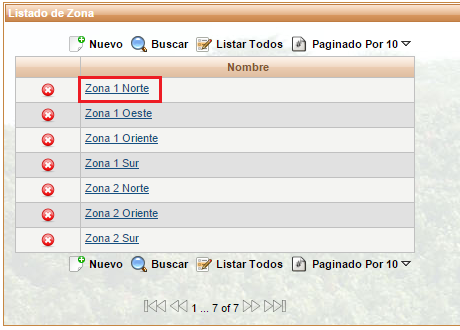 Listado de Zona
Nuevo Buscar Listar Todos # Paginado Por 10
Nombre
Zona 1 Norte
Zona 1 Oeste
Zona 1 Oriente
Zona 1 Sur
Zona 2 Norte
Zona 2 Oriente
Zona 2 Sur
Nuevo Buscar Listar Todos # Paginado Por 10
1 ... 7 of 7